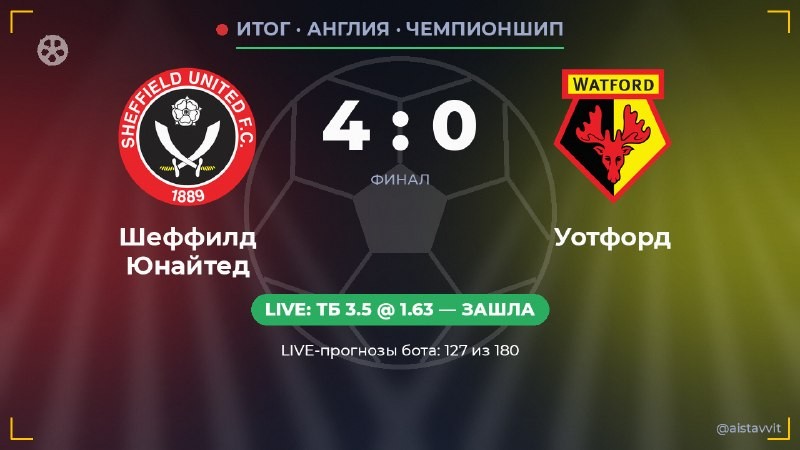 ИТОГ · АНГЛИЯ · ЧЕМПИОНШИП
SHEFFIELD UNITED F.C.
1889
4 : 0
ФИНАЛ
WATFORD
Шеффилд
Юнайтед
Уотфорд
LIVE: ТБ 3.5 @ 1.63 — ЗАШЛА
LIVE-прогнозы бота: 127 из 180
@aistavvit